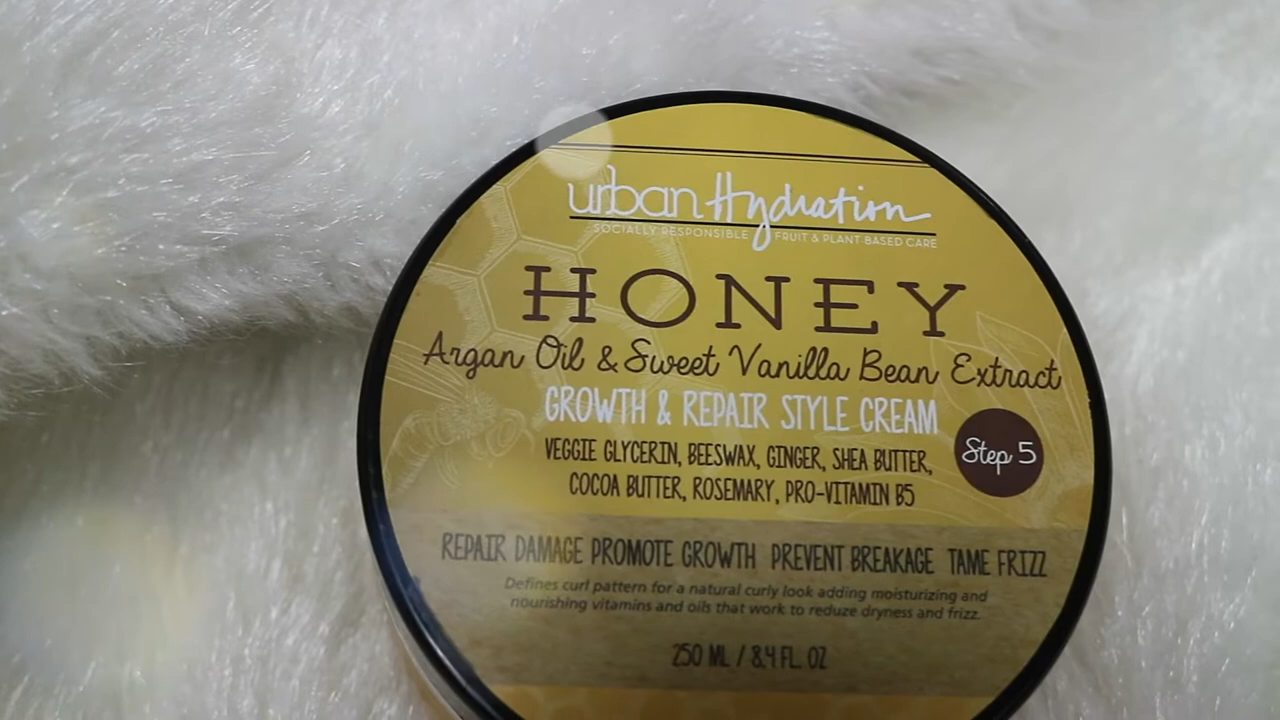 urban Hydration
SOCIALLY RESPONSIBLE FRUIT & PLANT BASED CARE
HONEY
Argan Oil & Sweet Vanilla Bean Extract
GROWTH & REPAIR STYLE CREAM
Step 5
VEGGIE GLYCERIN, BEESWAX, GINGER, SHEA BUTTER,
COCOA BUTTER, ROSEMARY, PRO-VITAMIN B5
REPAIR DAMAGE PROMOTE GROWTH PREVENT BREAKAGE TAME FRIZZ
Defines curl pattern for a natural curly look adding moisturizing and
nourishing vitamins and oils that work to reduze dryness and frizz.
250 ML / 8.4 FL. OZ